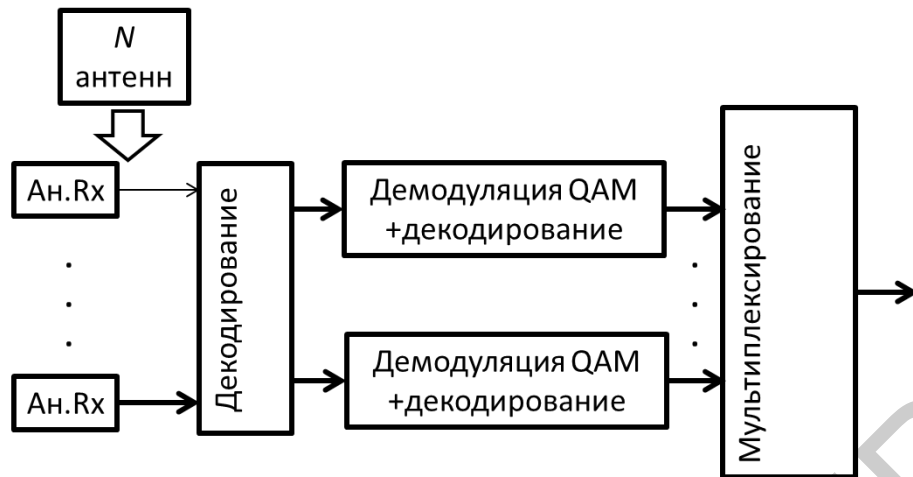 N
антенн
Ан.Rx
Декодирование
Демодуляция QAM
+декодирование
Мультиплексирование
Ан.Rx
Демодуляция QAM
+декодирование